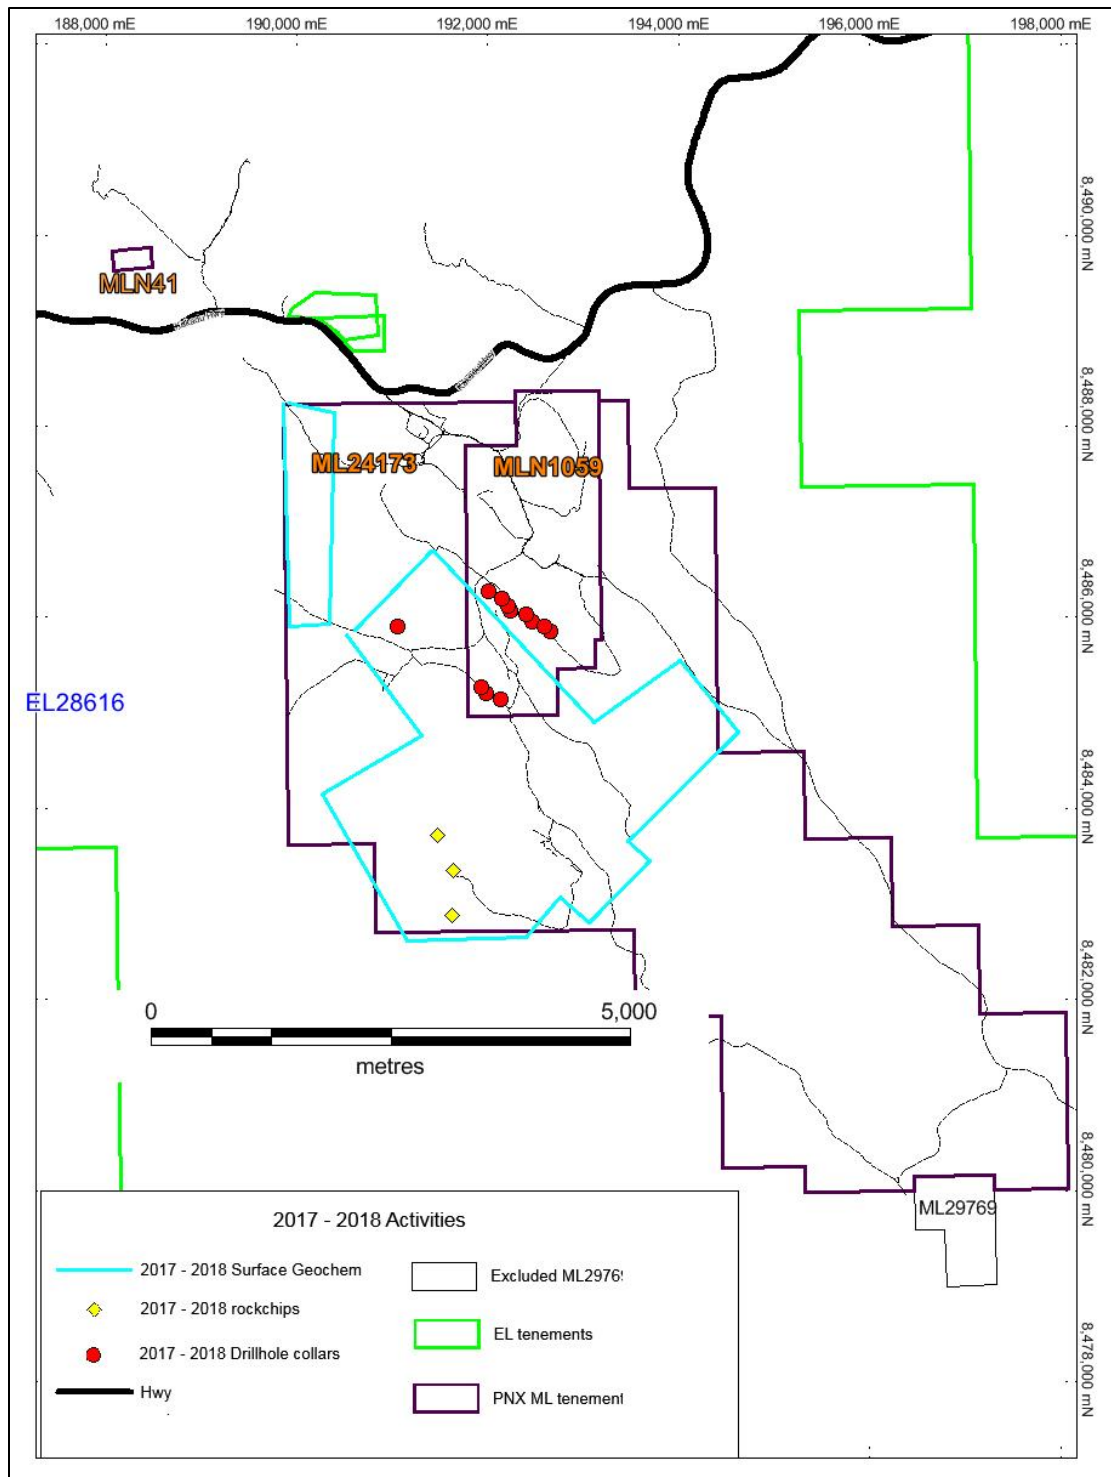 188,000 mE 190,000 mE 192,000 mE 194,000 mE 196,000 mE 198,000 mE
8,490,000 mN
MLN41
8,488,000 mN
ML24173
MLN1059
8,486,000 mN
EL28616
8,484,000 mN
8,482,000 mN
0 5,000
metres
8,480,000 mN
ML29769
2017 - 2018 Activities
2017 - 2018 Surface Geochem
Excluded ML2976
2017 - 2018 rockchips
EL tenements
2017 - 2018 Drillhole collars
8,478,000 mN
Hwy
PNX ML tenement